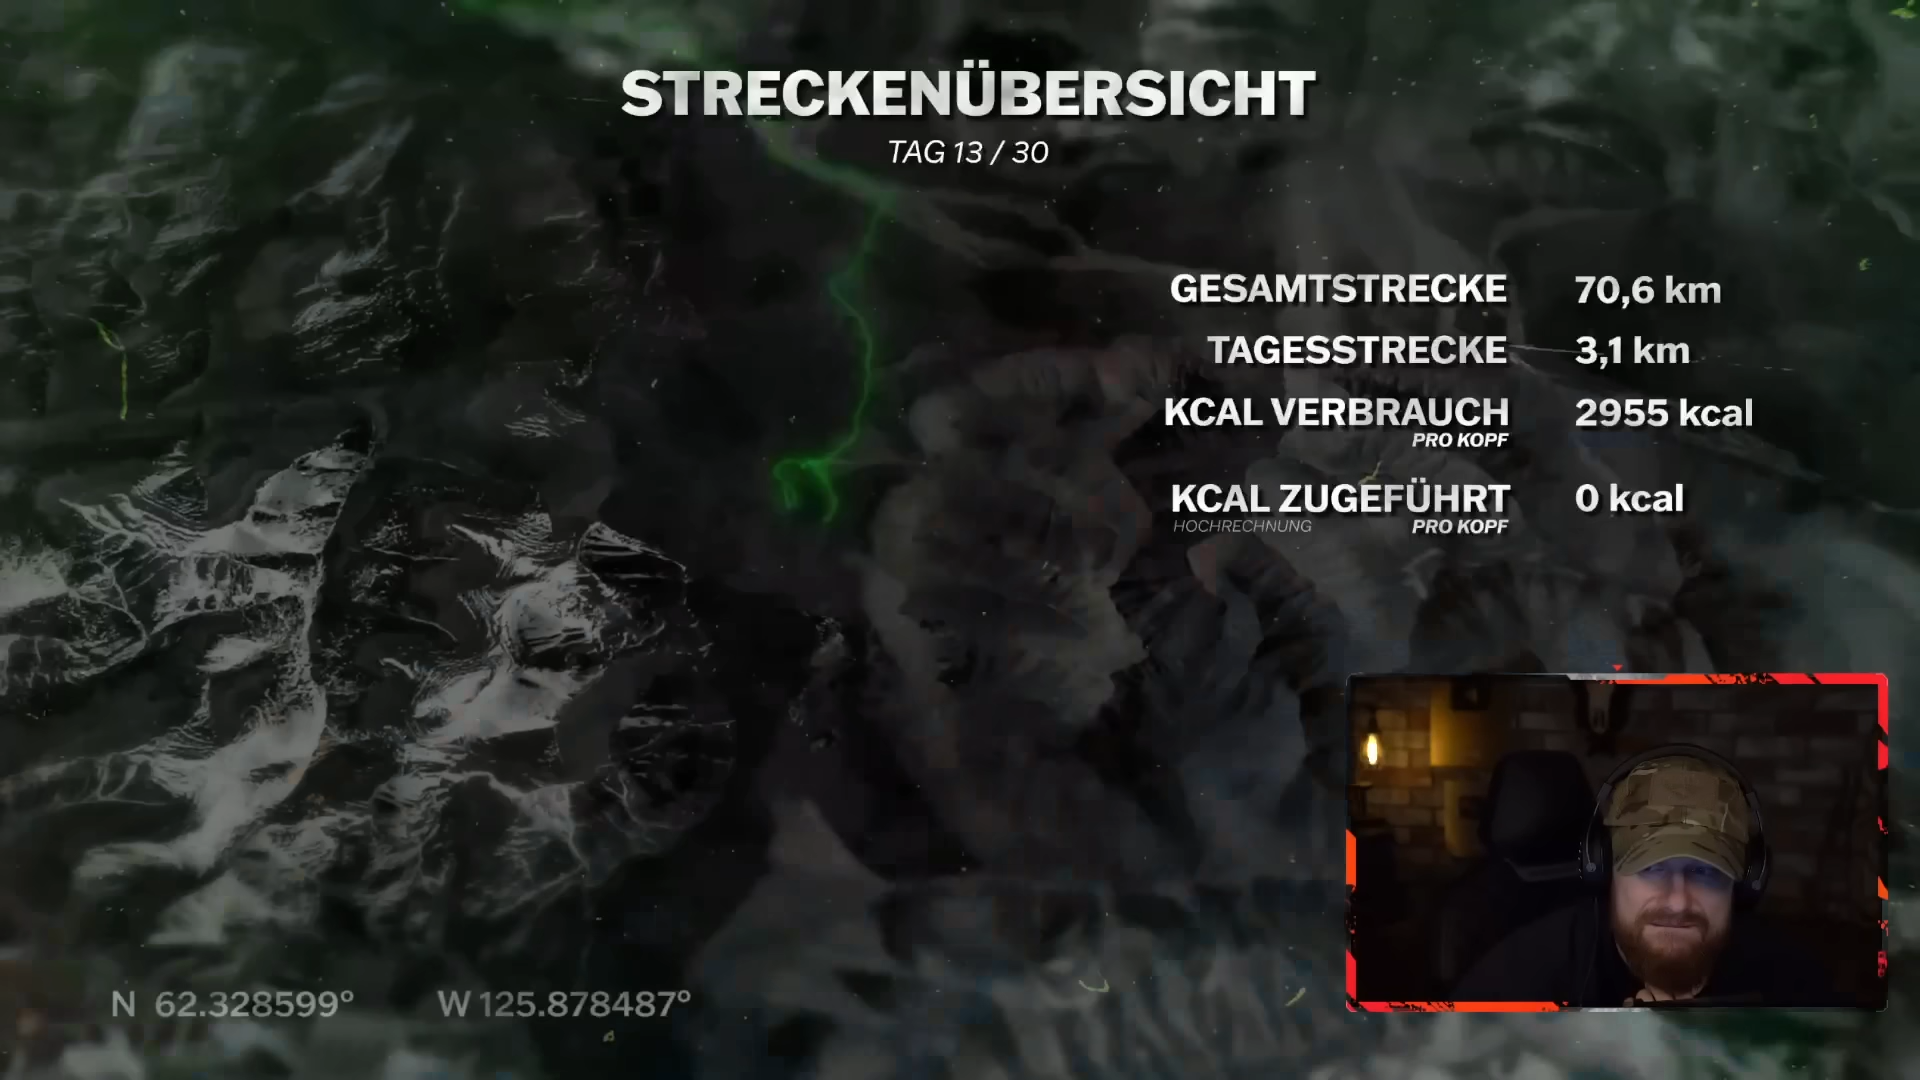 STRECKENÜBERSICHT
TAG 13 / 30
GESAMTSTRECKE 70,6 km
TAGESSTRECKE 3,1 km
KCAL VERBRAUCH 2955 kcal
PRO KOPF
KCAL ZUGEFÜHRT 0 kcal
HOCHRECHNUNG PRO KOPF
N 62.328599° W 125.878487°